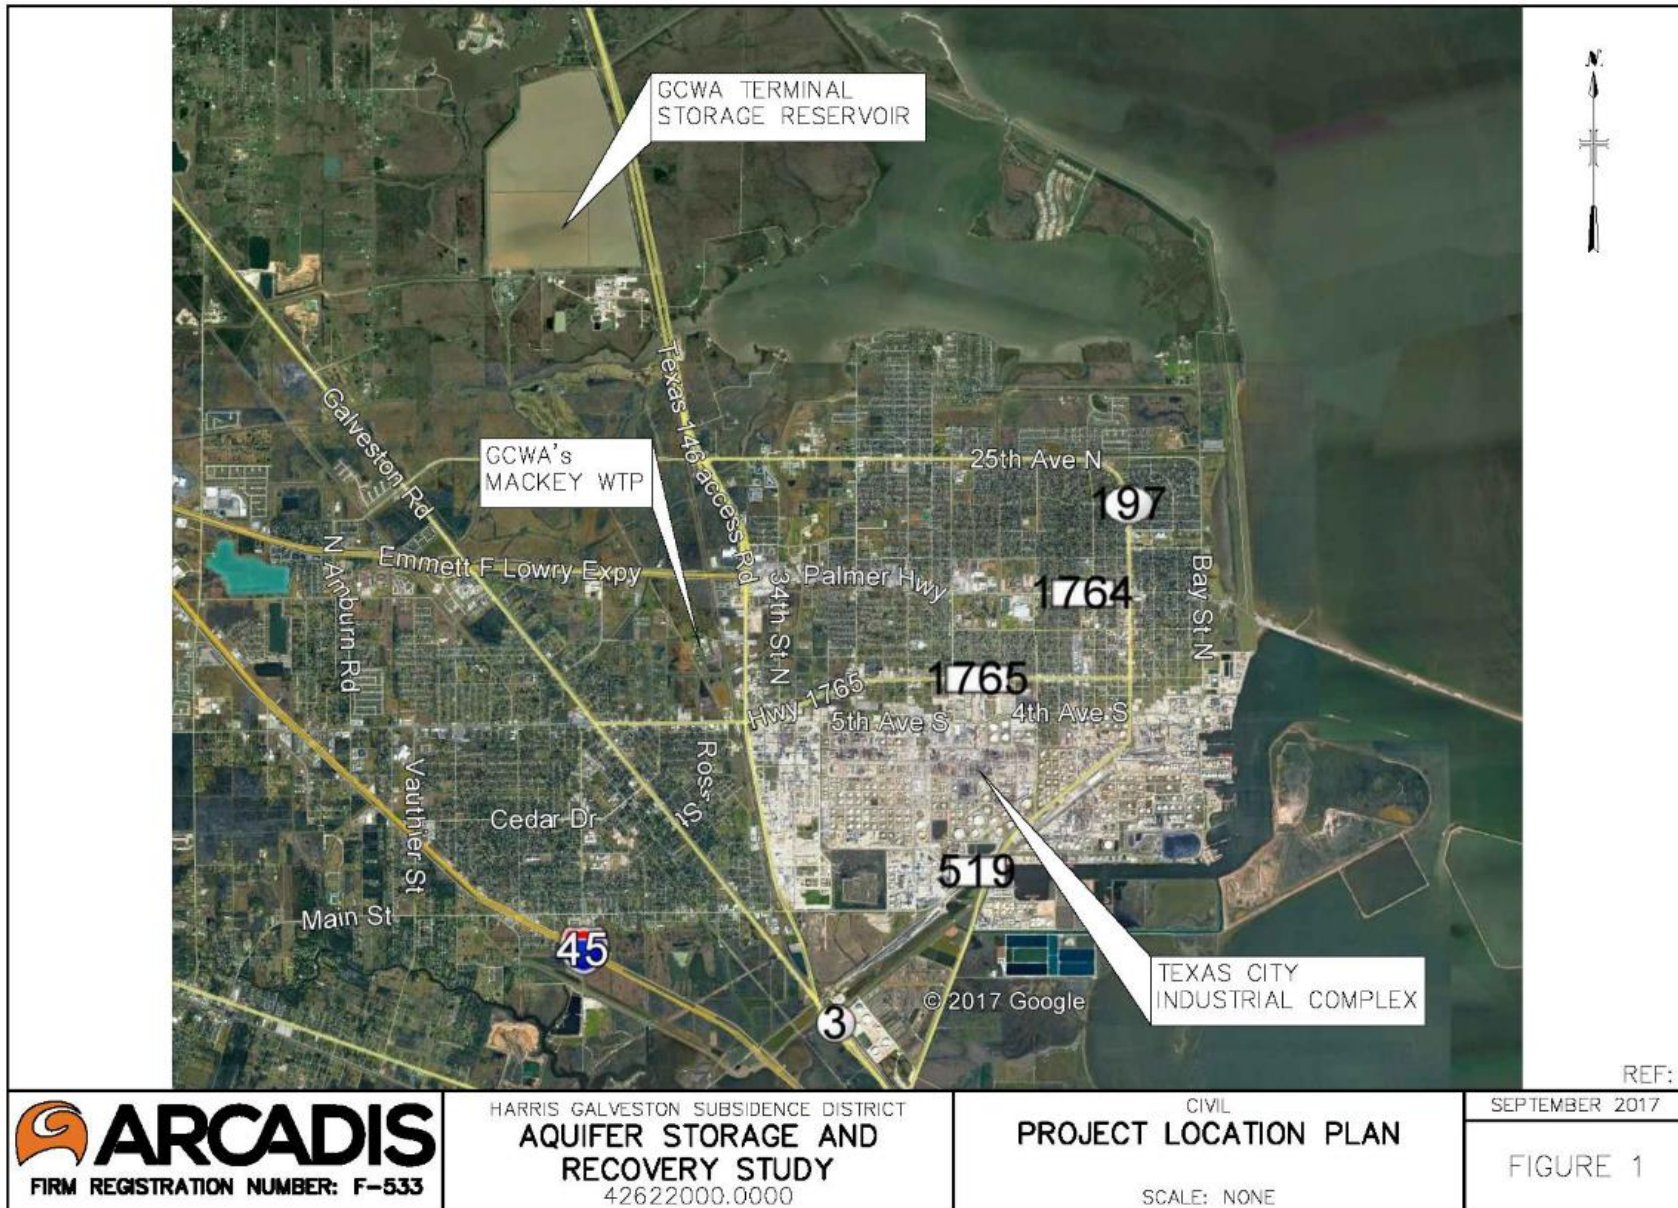 N
GCWA TERMINAL
STORAGE RESERVOIR
Texas 146 access Rd
Galveston Rd
GCWA's
MACKEY WTP
25th Ave N
197
N Amburn Rd
Emmett F Lowry Expy
34th St N
Palmer Hwy
1764
Bay St N
1765
Hwy 1765
5th Ave S
4th Ave S
Ross St
Vauthier St
Cedar Dr
519
Main St
45
3
© 2017 Google
TEXAS CITY
INDUSTRIAL COMPLEX
REF:
ARCADIS
FIRM REGISTRATION NUMBER: F-533
HARRIS GALVESTON SUBSIDENCE DISTRICT
AQUIFER STORAGE AND
RECOVERY STUDY
42622000.0000
CIVIL
PROJECT LOCATION PLAN
SCALE: NONE
SEPTEMBER 2017
FIGURE 1